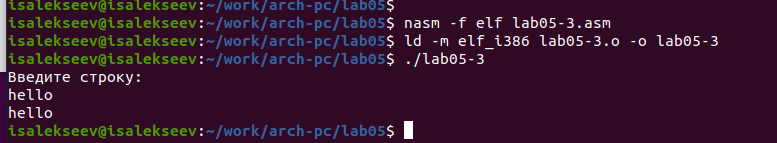 isalekseev@isalekseev:~/work/arch-pc/lab05$
isalekseev@isalekseev:~/work/arch-pc/lab05$ nasm -f elf lab05-3.asm
isalekseev@isalekseev:~/work/arch-pc/lab05$ ld -m elf_i386 lab05-3.o -o lab05-3
isalekseev@isalekseev:~/work/arch-pc/lab05$ ./lab05-3
Введите строку:
hello
hello
isalekseev@isalekseev:~/work/arch-pc/lab05$